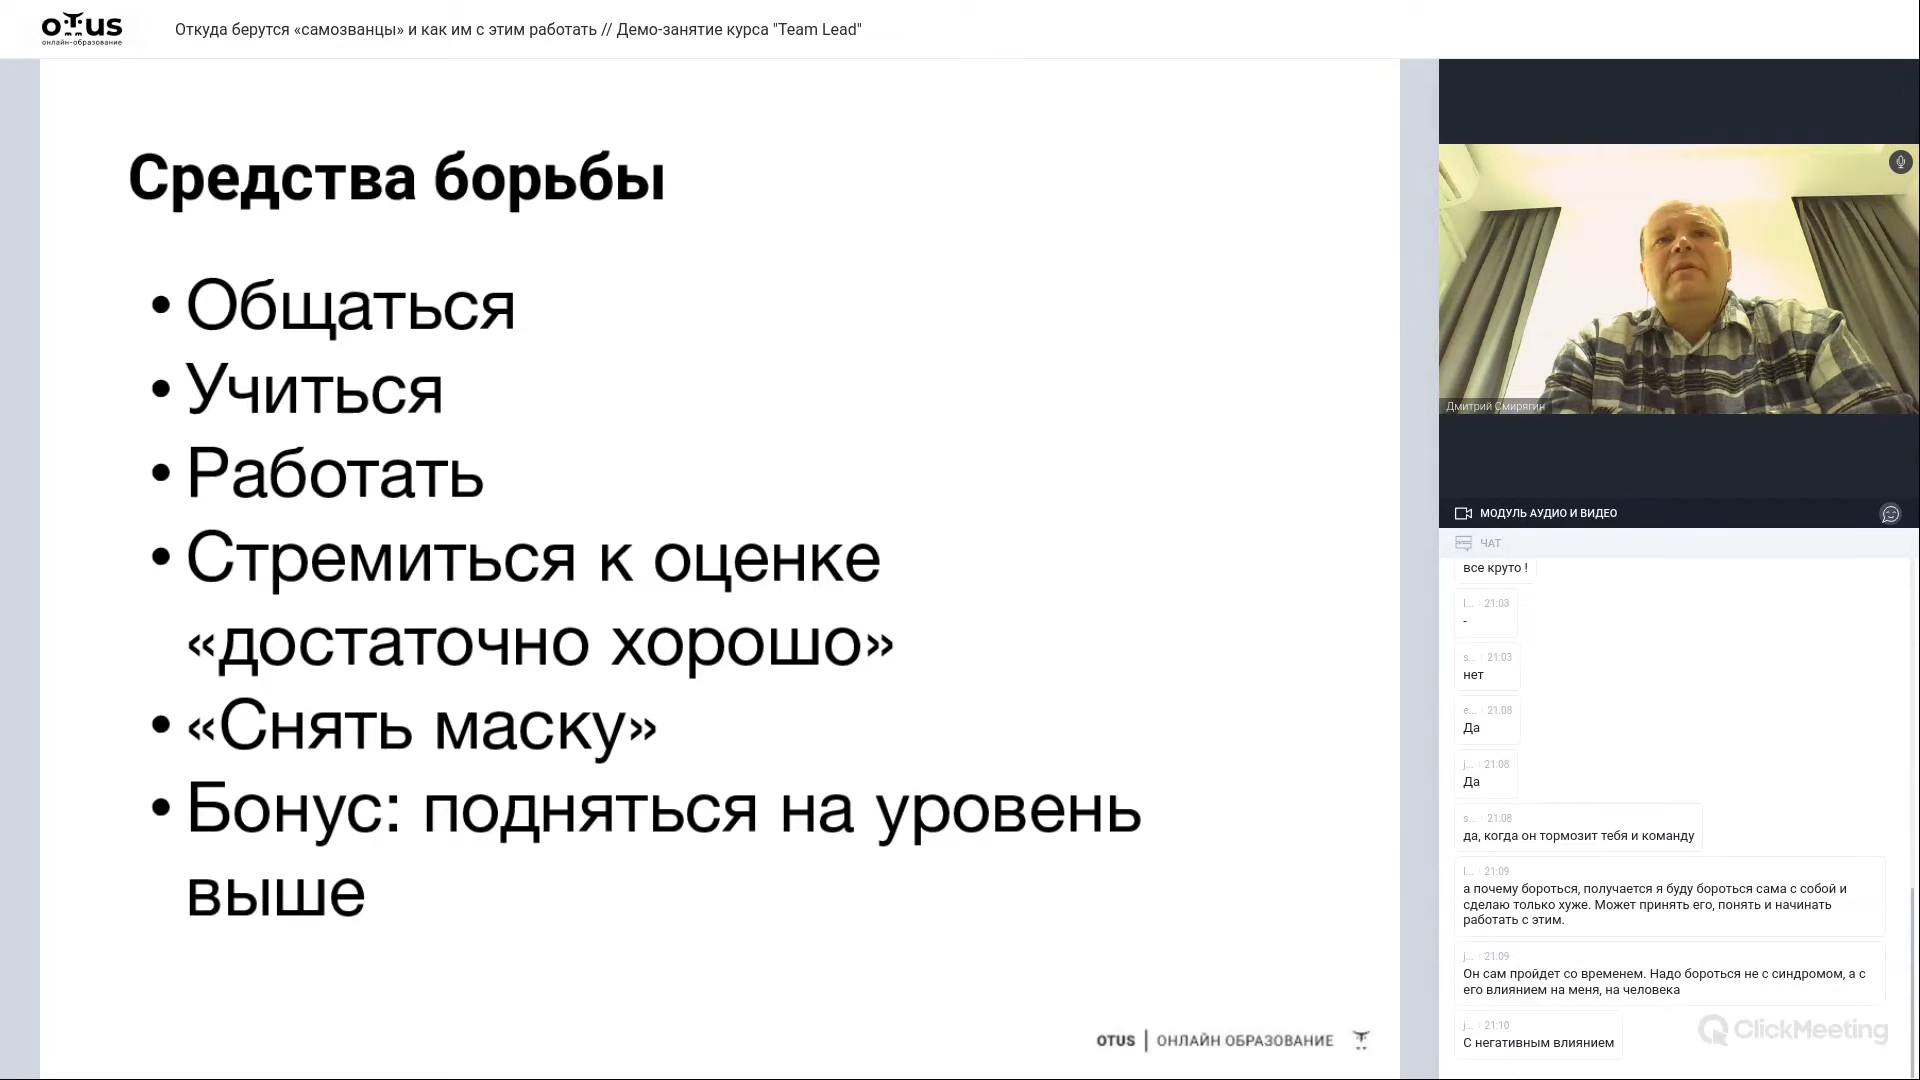 OTUS
онлайн-образование
Откуда берутся «самозванцы» и как им с этим работать // Демо-занятие курса "Team Lead"
Средства борьбы
• Общаться
• Учиться
• Работать
• Стремиться к оценке
«достаточно хорошо»
• «Снять маску»
• Бонус: подняться на уровень
выше
OTUS | ОНЛАЙН ОБРАЗОВАНИЕ
Дмитрий Смирягин
МОДУЛЬ АУДИО И ВИДЕО
ЧАТ
все круто !
l... 21:03
-
s... 21:03
нет
e... 21:08
Да
j... 21:08
Да
s... 21:08
да, когда он тормозит тебя и команду
l... 21:09
а почему бороться, получается я буду бороться сама с собой и
сделаю только хуже. Может принять его, понять и начинать
работать с этим.
j... 21:09
Он сам пройдет со временем. Надо бороться не с синдромом, а с
его влиянием на меня, на человека
j... 21:10
С негативным влиянием
ClickMeeting